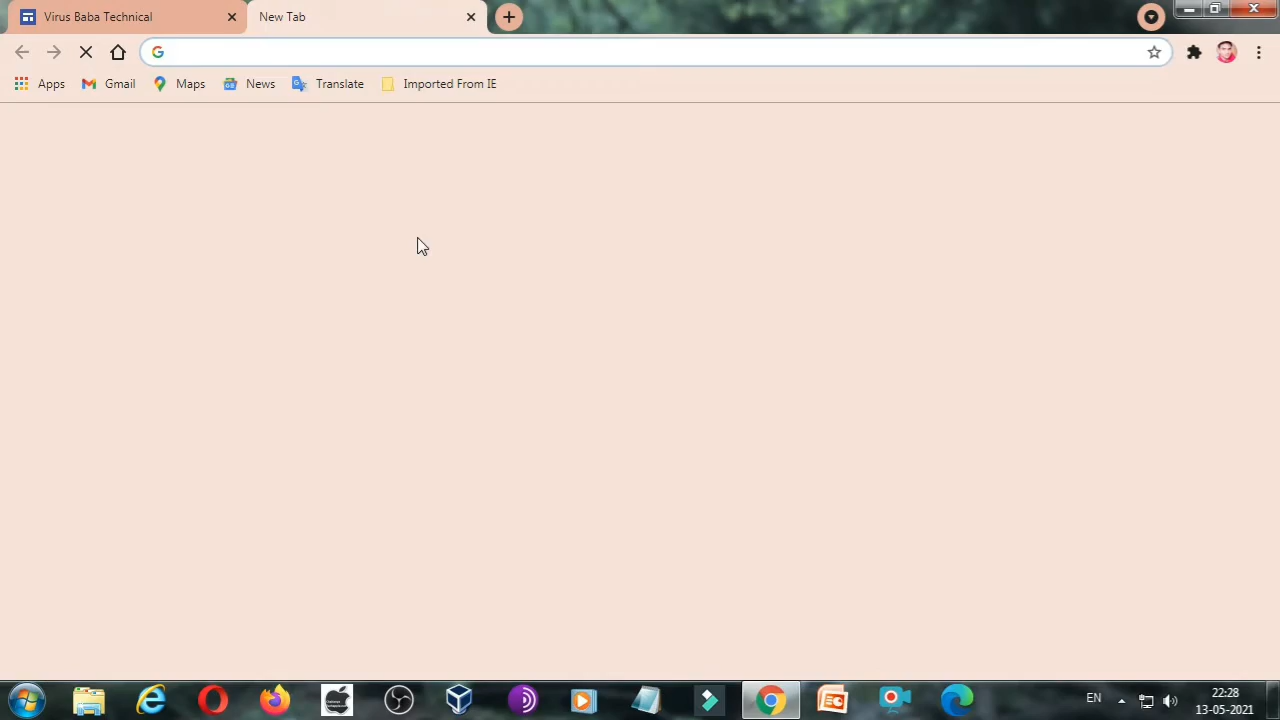 Virus Baba Technical
New Tab
Apps
Gmail
Maps
News
Translate
Imported From IE
EN
22:28
13-05-2021